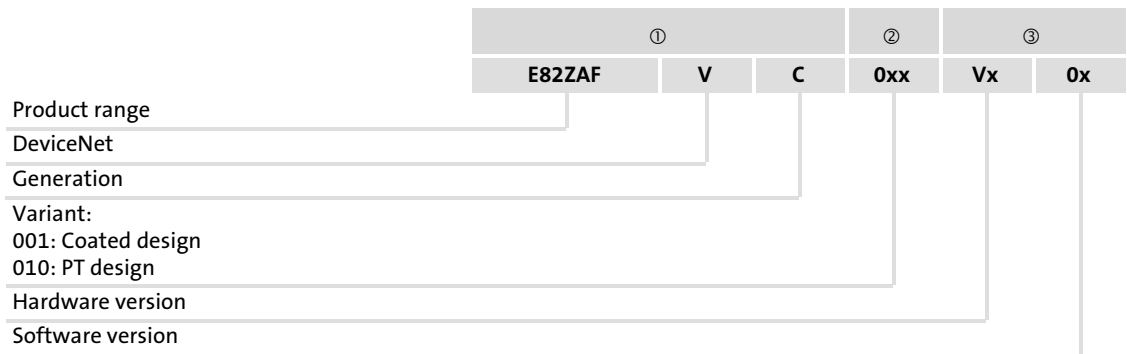 ① ② ③
E82ZAF V C 0xx Vx 0x
Product range
DeviceNet
Generation
Variant:
001: Coated design
010: PT design
Hardware version
Software version